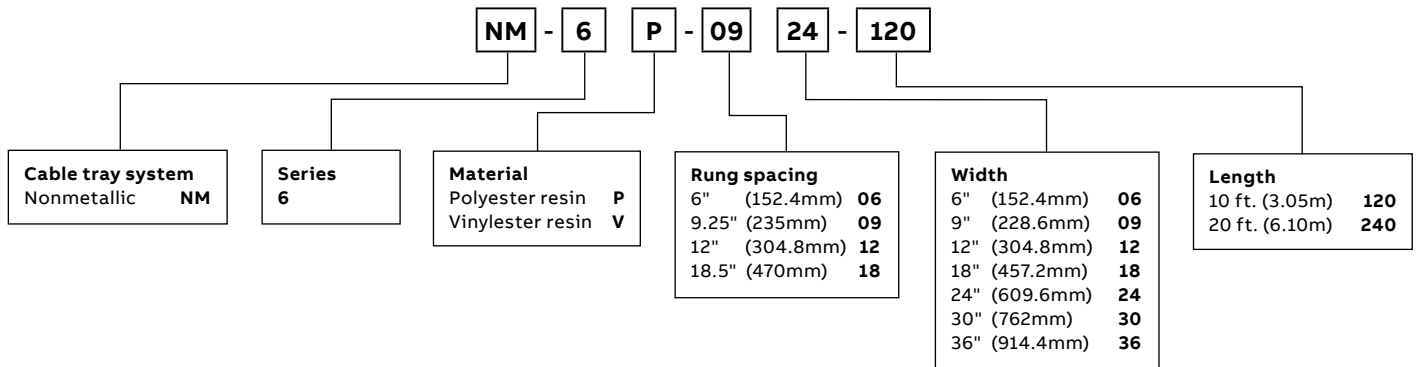 NM - 6 P - 09 24 - 120
Cable tray system
Nonmetallic NM
Series
6
Material
Polyester resin P
Vinylester resin V
Rung spacing
6" (152.4mm) 06
9.25" (235mm) 09
12" (304.8mm) 12
18.5" (470mm) 18
Width
6" (152.4mm) 06
9" (228.6mm) 09
12" (304.8mm) 12
18" (457.2mm) 18
24" (609.6mm) 24
30" (762mm) 30
36" (914.4mm) 36
Length
10 ft. (3.05m) 120
20 ft. (6.10m) 240